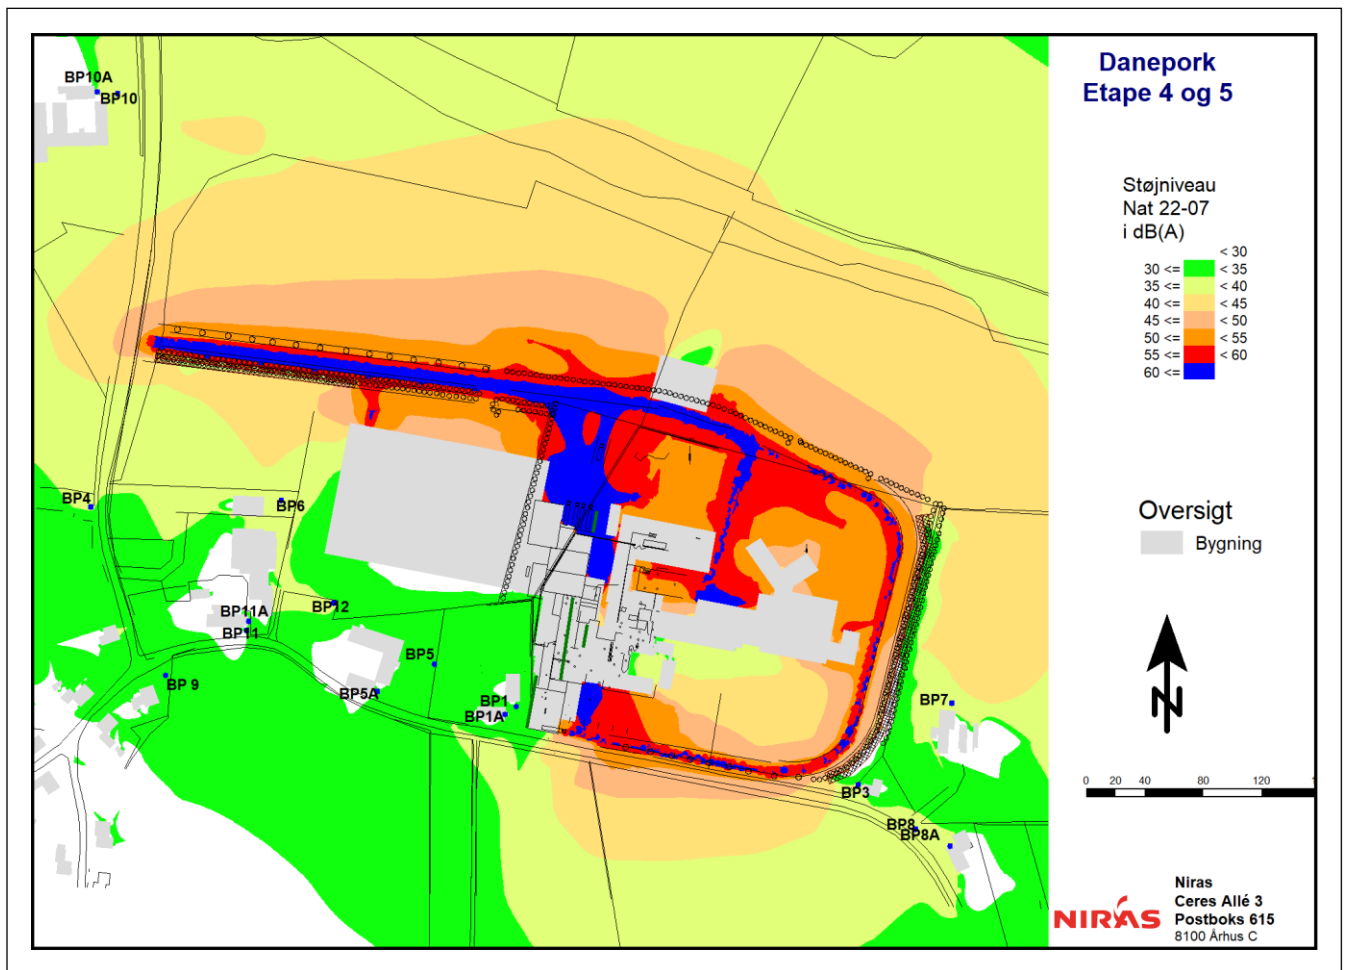 Danepork
Etape 4 og 5
Støjniveau
Nat 22-07
i dB(A)
< 30
30 <= < 35
35 <= < 40
40 <= < 45
45 <= < 50
50 <= < 55
55 <= < 60
60 <=
Oversigt
Bygning
N
0 20 40 80 120
NIRAS
Niras
Ceres Allé 3
Postboks 615
8100 Århus C
BP10A
BP10
BP4
BP6
BP11A
BP11
BP12
BP 9
BP5
BP5A
BP1
BP1A
BP7
BP3
BP8
BP8A